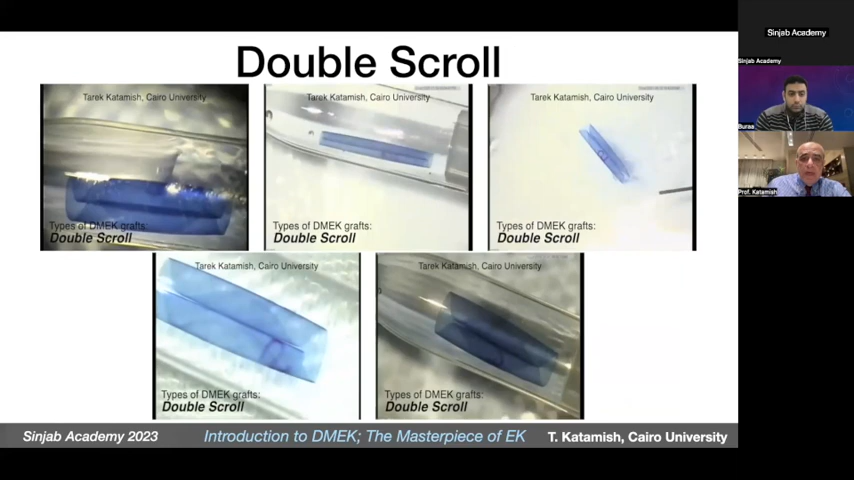 Double Scroll
Tarek Katamish, Cairo University
Types of DMEK grafts:
Double Scroll
Tarek Katamish, Cairo University
Types of DMEK grafts:
Double Scroll
Tarek Katamish, Cairo University
Types of DMEK grafts:
Double Scroll
Tarek Katamish, Cairo University
Types of DMEK grafts:
Double Scroll
Tarek Katamish, Cairo University
Types of DMEK grafts:
Double Scroll
Sinjab Academy 2023 Introduction to DMEK; The Masterpiece of EK T. Katamish, Cairo University
Sinjab Academy
Sinjab Academy
Buraa
Prof. Katamish